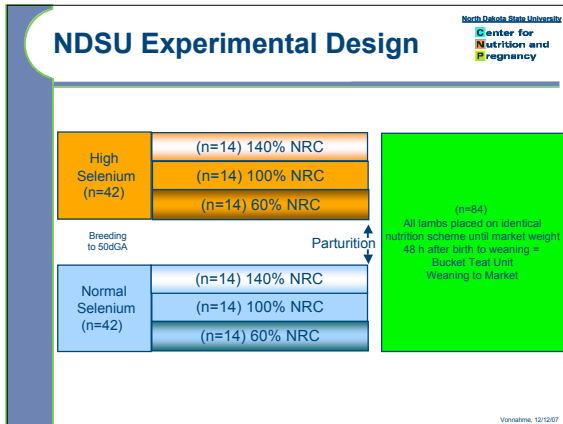 North Dakota State University
NDSU Experimental Design
Center for
Nutrition and
Pregnancy
High
Selenium
(n=42)
(n=14) 140% NRC
(n=14) 100% NRC
(n=14) 60% NRC
Breeding
to 50dGA
Parturition
Normal
Selenium
(n=42)
(n=14) 140% NRC
(n=14) 100% NRC
(n=14) 60% NRC
(n=84)
All lambs placed on identical
nutrition scheme until market weight
48 h after birth to weaning =
Bucket Teat Unit
Weaning to Market
Vonnahme, 12/12/07